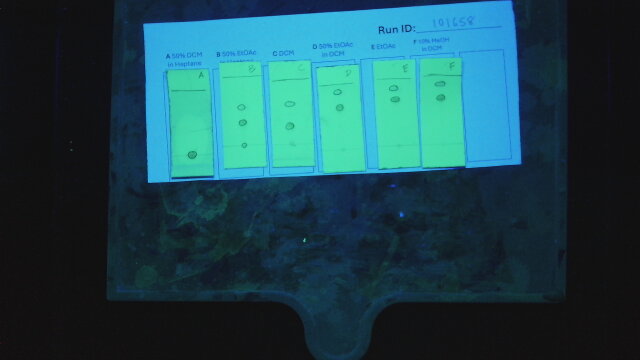 Run ID: 101658
A 50% DCM
in Heptane
B 50% EtOAc
C DCM
D 50% EtOAc
in DCM
E EtOAc
F 10% MeOH
in DCM
A
B
C
D
E
F